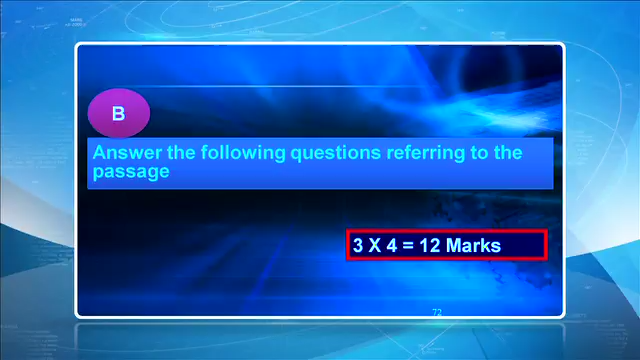 B
Answer the following questions referring to the
passage
3 X 4 = 12 Marks
72